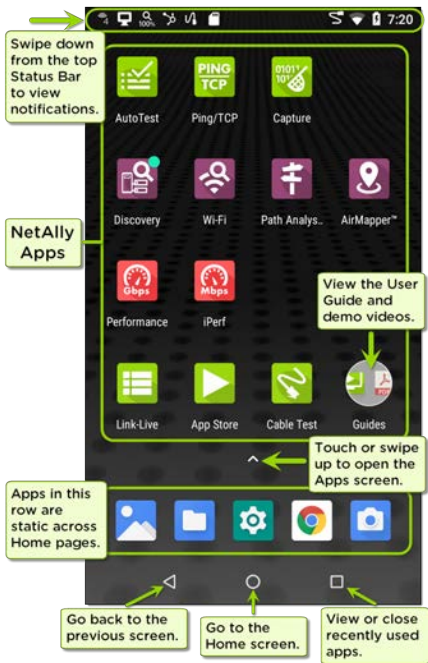 100%
7:20
Swipe down
from the top
Status Bar
to view
notifications.
PING
TCP
01011
101
AutoTest
Ping/TCP
Capture
Discovery
Wi-Fi
Path Analys..
AirMapper™
NetAlly
Apps
Gbps
Mbps
Performance
iPerf
View the User
Guide and
demo videos.
PDF
Link-Live
App Store
Cable Test
Guides
Touch or swipe
up to open the
Apps screen.
Apps in this
row are
static across
Home pages.
Go back to the
previous screen.
Go to the
Home screen.
View or close
recently used
apps.